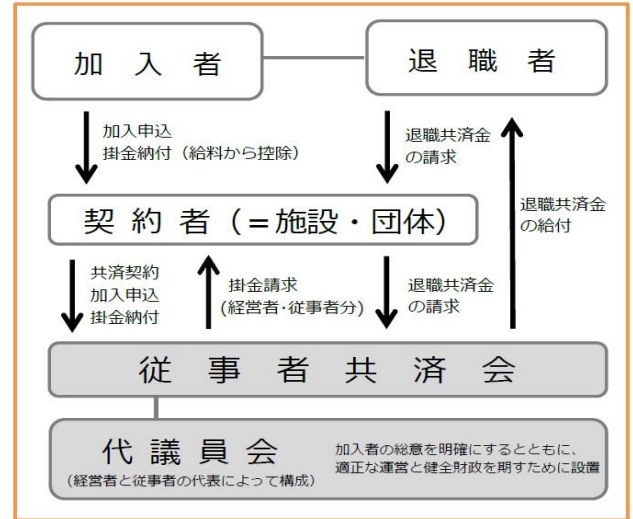 加入者
退職者
加入申込
掛金納付（給料から控除）
退職共済金
の請求
退職共済金
の給付
契約者（＝施設・団体）
共済契約
加入申込
掛金納付
掛金請求
(経営者・従事者分)
退職共済金
の請求
従事者共済会
代議員会
(経営者と従事者の代表によって構成)
加入者の総意を明確にするとともに、
適正な運営と健全財政を期すために設置